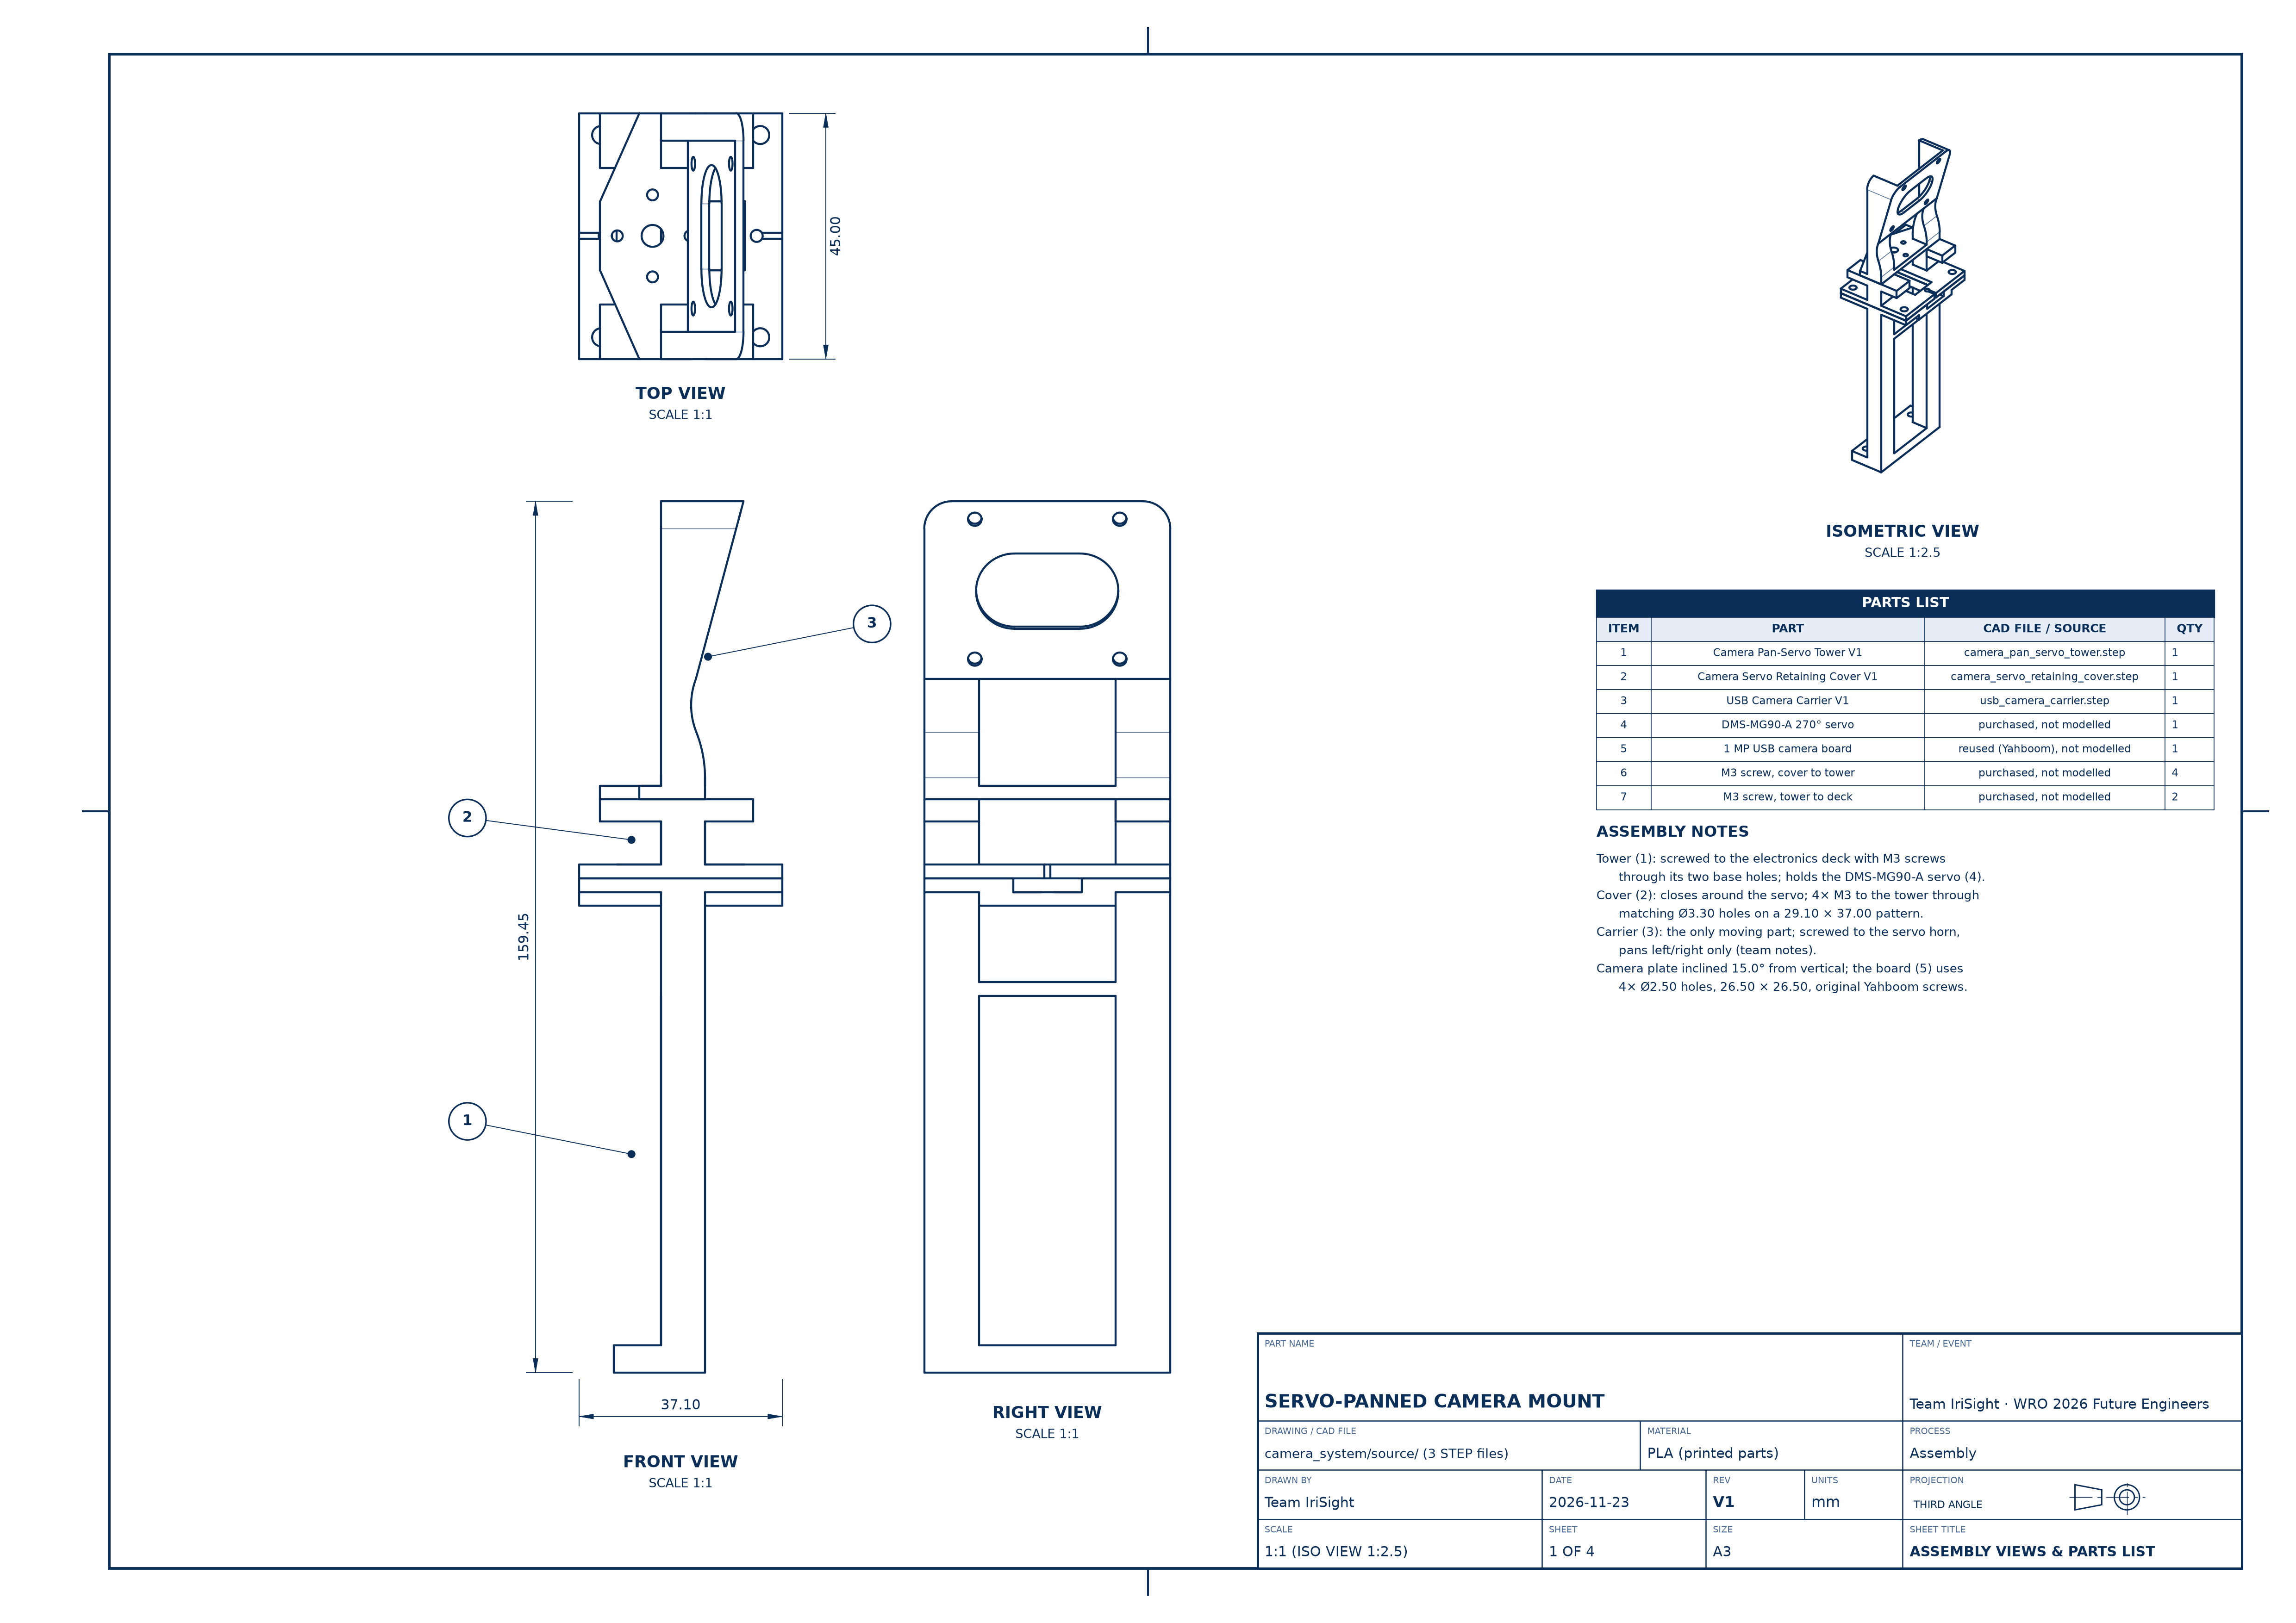 45.00
TOP VIEW
SCALE 1:1
ISOMETRIC VIEW
SCALE 1:2.5
159.45
3
2
1
37.10
FRONT VIEW
SCALE 1:1
RIGHT VIEW
SCALE 1:1
PARTS LIST
ITEM PART CAD FILE / SOURCE QTY
1 Camera Pan-Servo Tower V1 camera_pan_servo_tower.step 1
2 Camera Servo Retaining Cover V1 camera_servo_retaining_cover.step 1
3 USB Camera Carrier V1 usb_camera_carrier.step 1
4 DMS-MG90-A 270° servo purchased, not modelled 1
5 1 MP USB camera board reused (Yahboom), not modelled 1
6 M3 screw, cover to tower purchased, not modelled 4
7 M3 screw, tower to deck purchased, not modelled 2
ASSEMBLY NOTES
Tower (1): screwed to the electronics deck with M3 screws
through its two base holes; holds the DMS-MG90-A servo (4).
Cover (2): closes around the servo; 4× M3 to the tower through
matching Ø3.30 holes on a 29.10 × 37.00 pattern.
Carrier (3): the only moving part; screwed to the servo horn,
pans left/right only (team notes).
Camera plate inclined 15.0° from vertical; the board (5) uses
4× Ø2.50 holes, 26.50 × 26.50, original Yahboom screws.
PART NAME
SERVO-PANNED CAMERA MOUNT
TEAM / EVENT
Team IriSight · WRO 2026 Future Engineers
DRAWING / CAD FILE
camera_system/source/ (3 STEP files)
MATERIAL
PLA (printed parts)
PROCESS
Assembly
DRAWN BY
Team IriSight
DATE
2026-11-23
REV
V1
UNITS
mm
PROJECTION
THIRD ANGLE
SCALE
1:1 (ISO VIEW 1:2.5)
SHEET
1 OF 4
SIZE
A3
SHEET TITLE
ASSEMBLY VIEWS & PARTS LIST